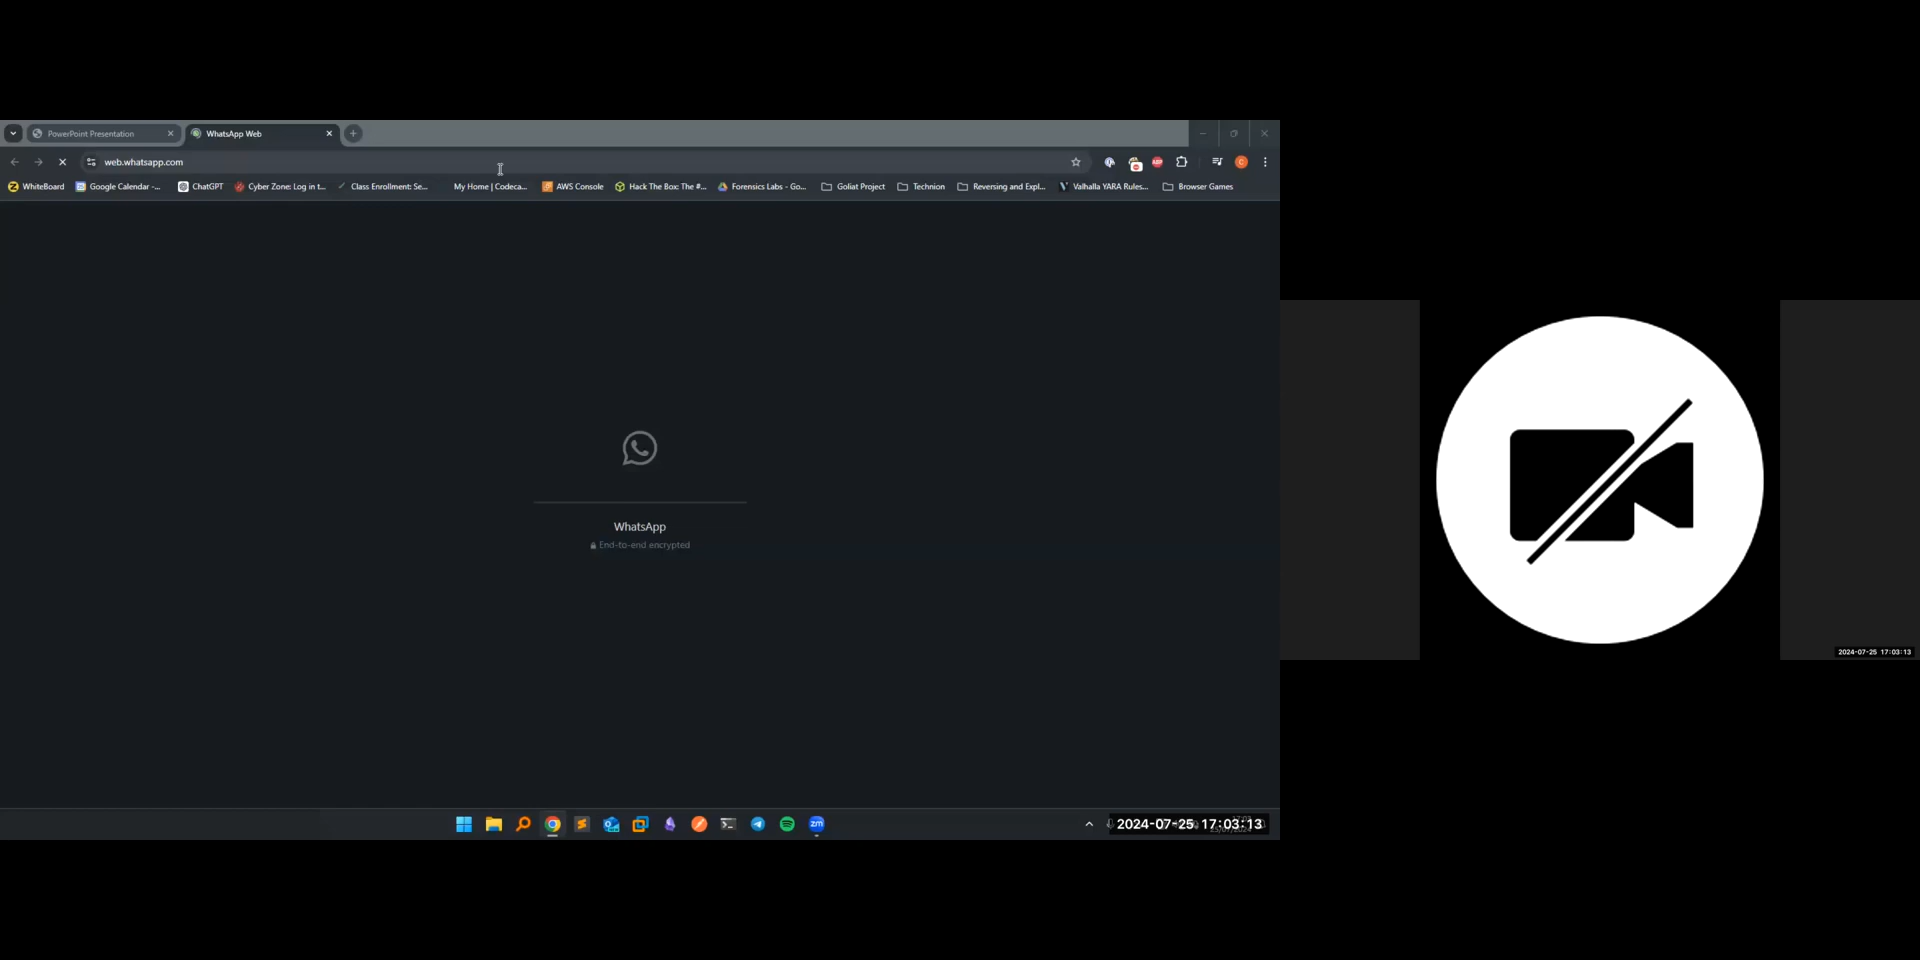 PowerPoint Presentation
WhatsApp Web
web.whatsapp.com
WhiteBoard
Google Calendar -...
ChatGPT
Cyber Zone: Log in t...
Class Enrollment: Se...
My Home | Codeca...
AWS Console
Hack The Box: The #...
Forensics Labs - Go...
Goliat Project
Technion
Reversing and Expl...
Valhalla YARA Rules...
Browser Games
ABP
C
WhatsApp
End-to-end encrypted
zm
2024-07-25 17:03:13
2024-07-25 17:03:13